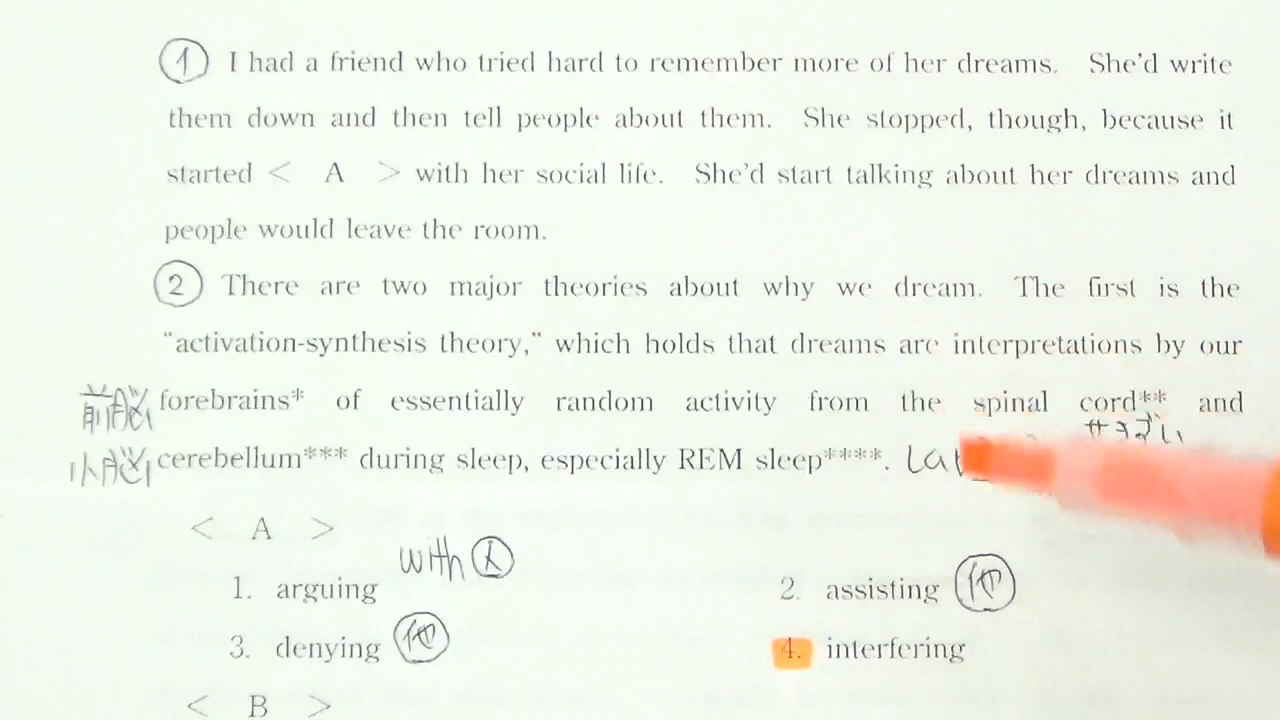 ① I had a friend who tried hard to remember more of her dreams. She'd write
them down and then tell people about them. She stopped, though, because it
started < A > with her social life. She'd start talking about her dreams and
people would leave the room.
② There are two major theories about why we dream. The first is the
"activation-synthesis theory," which holds that dreams are interpretations by our
前脳 forebrains* of essentially random activity from the spinal cord** and
せきずい
小脳 cerebellum*** during sleep, especially REM sleep****.
< A >
with 人
1. arguing 2. assisting 他
3. denying 他 4. interfering
< B >